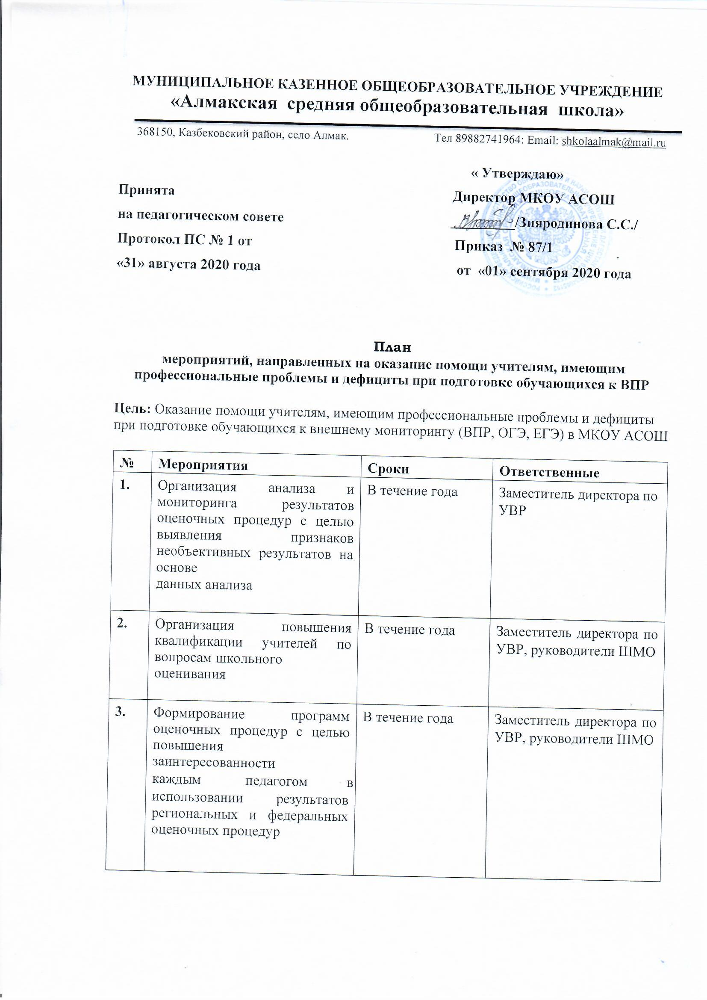 МУНИЦИПАЛЬНОЕ КАЗЕННОЕ ОБЩЕОБРАЗОВАТЕЛЬНОЕ УЧРЕЖДЕНИЕ
«Алмакская средняя общеобразовательная школа»
368150, Казбековский район, село Алмак. Тел 89882741964: Email: shkolaalmak@mail.ru
Принята
на педагогическом совете
Протокол ПС № 1 от
«31» августа 2020 года
« Утверждаю»
Директор МКОУ АСОШ
/Зияродинова С.С./
Приказ № 87/1
от «01» сентября 2020 года
План
мероприятий, направленных на оказание помощи учителям, имеющим
профессиональные проблемы и дефициты при подготовке обучающихся к ВПР
Цель: Оказание помощи учителям, имеющим профессиональные проблемы и дефициты
при подготовке обучающихся к внешнему мониторингу (ВПР, ОГЭ, ЕГЭ) в МКОУ АСОШ
№ Мероприятия Сроки Ответственные
1. Организация анализа и В течение года Заместитель директора по
мониторинга результатов УВР
оценочных процедур с целью
выявления признаков
необъективных результатов на
основе
данных анализа
2. Организация повышения В течение года Заместитель директора по
квалификации учителей по УВР, руководители ШМО
вопросам школьного
оценивания
3. Формирование программ В течение года Заместитель директора по
оценочных процедур с целью УВР, руководители ШМО
повышения
заинтересованности
каждым педагогом в
использовании результатов
региональных и федеральных
оценочных процедур